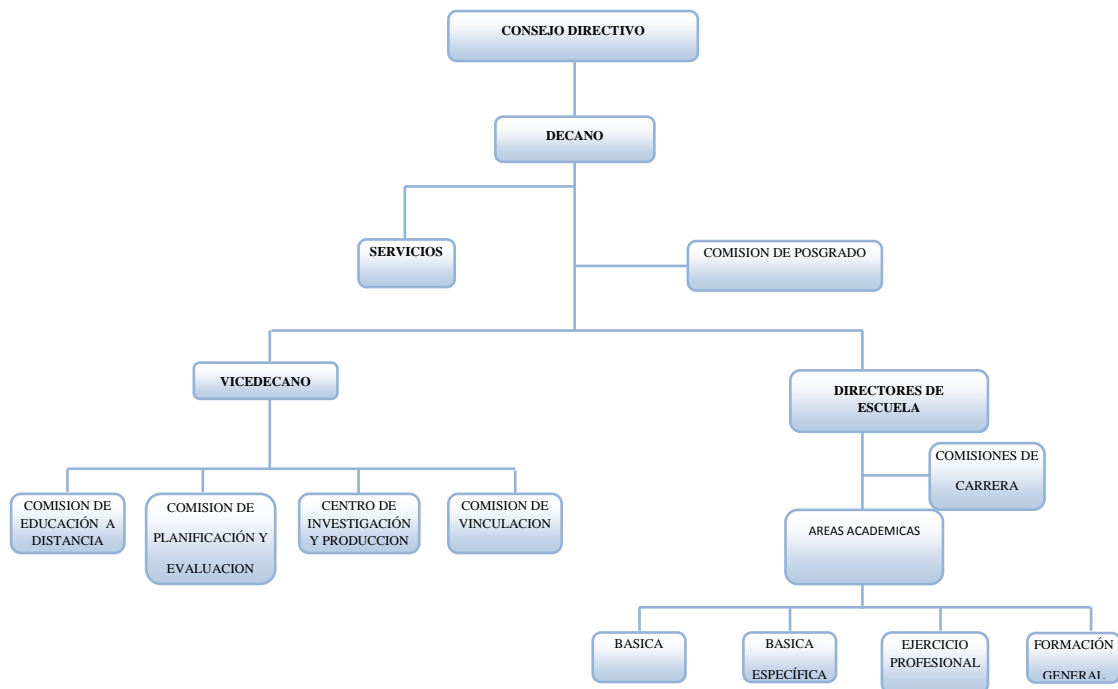 CONSEJO DIRECTIVO
DECANO
SERVICIOS
COMISION DE POSGRADO
VICEDECANO
DIRECTORES DE
ESCUELA
COMISIONES DE
CARRERA
COMISION DE
EDUCACIÓN A
DISTANCIA
COMISION DE
PLANIFICACIÓN Y
EVALUACION
CENTRO DE
INVESTIGACIÓN
Y PRODUCCION
COMISION DE
VINCULACION
AREAS ACADEMICAS
BASICA
BASICA
ESPECÍFICA
EJERCICIO
PROFESIONAL
FORMACIÓN
GENERAL